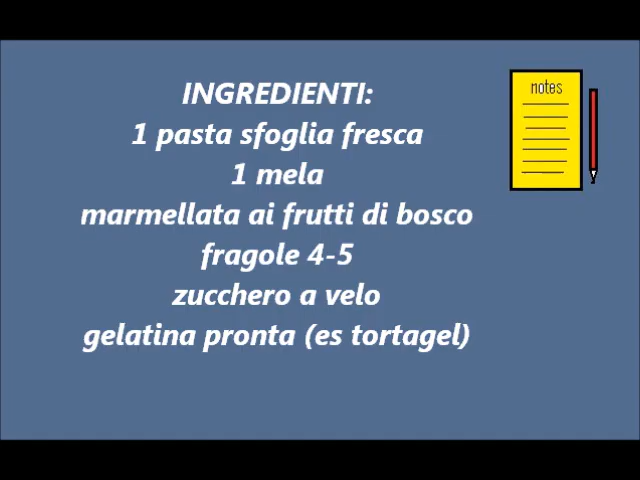 INGREDIENTI:
1 pasta sfoglia fresca
1 mela
marmellata ai frutti di bosco
fragole 4-5
zucchero a velo
gelatina pronta (es tortagel)
notes